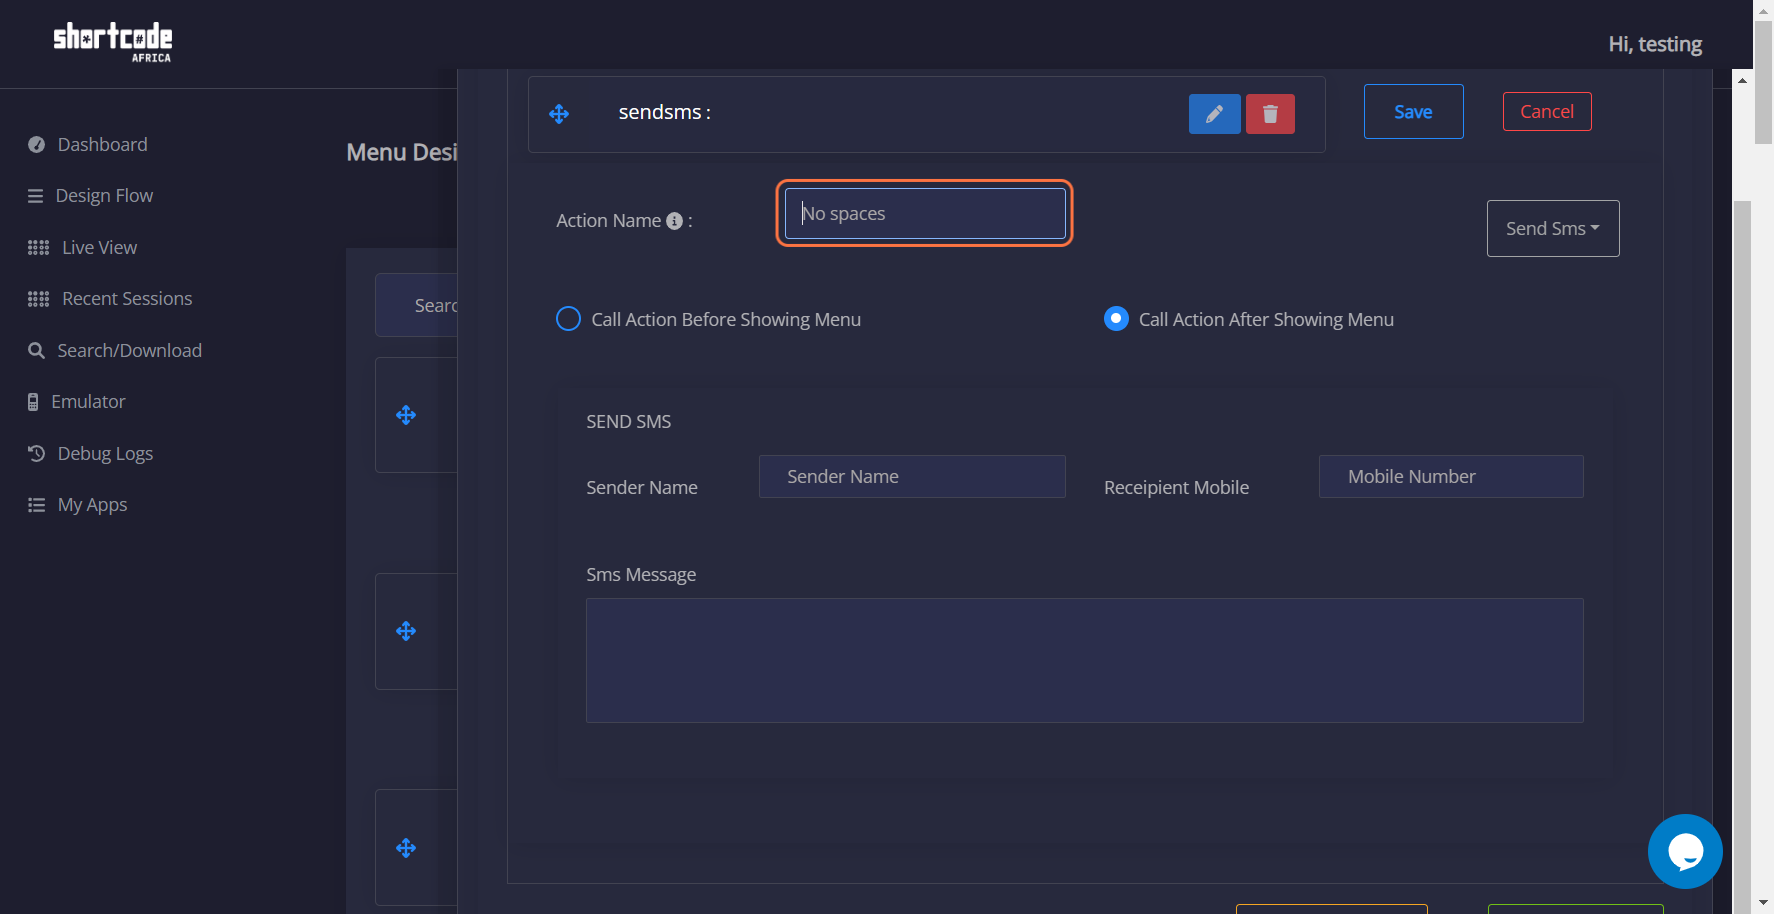 shortcode
AFRICA
Hi, testing
Dashboard
Design Flow
Live View
Recent Sessions
Search/Download
Emulator
Debug Logs
My Apps
Menu Desi
Searc
sendsms :
Save
Cancel
Action Name :
No spaces
Send Sms
Call Action Before Showing Menu
Call Action After Showing Menu
SEND SMS
Sender Name
Sender Name
Receipient Mobile
Mobile Number
Sms Message